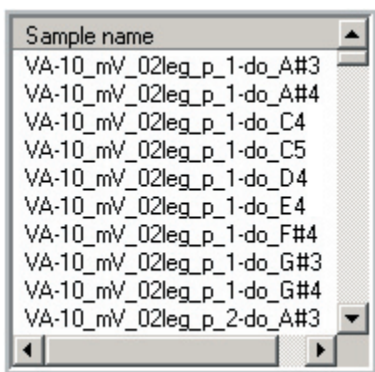 Sample name
VA-10_mV_02leg_p_1-do_A#3
VA-10_mV_02leg_p_1-do_A#4
VA-10_mV_02leg_p_1-do_C4
VA-10_mV_02leg_p_1-do_C5
VA-10_mV_02leg_p_1-do_D4
VA-10_mV_02leg_p_1-do_E4
VA-10_mV_02leg_p_1-do_F#4
VA-10_mV_02leg_p_1-do_G#3
VA-10_mV_02leg_p_1-do_G#4
VA-10_mV_02leg_p_2-do_A#3